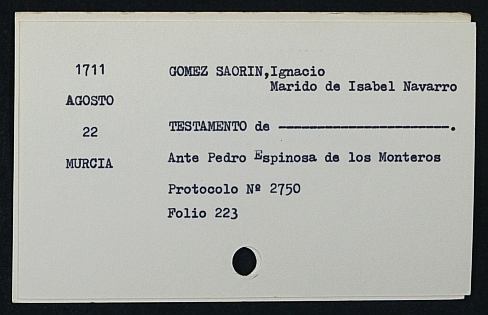 1711
AGOSTO
22
MURCIA
GOMEZ SAORIN,Ignacio
Marido de Isabel Navarro
TESTAMENTO de ----------------------.
Ante Pedro Espinosa de los Monteros
Protocolo Nº 2750
Folio 223